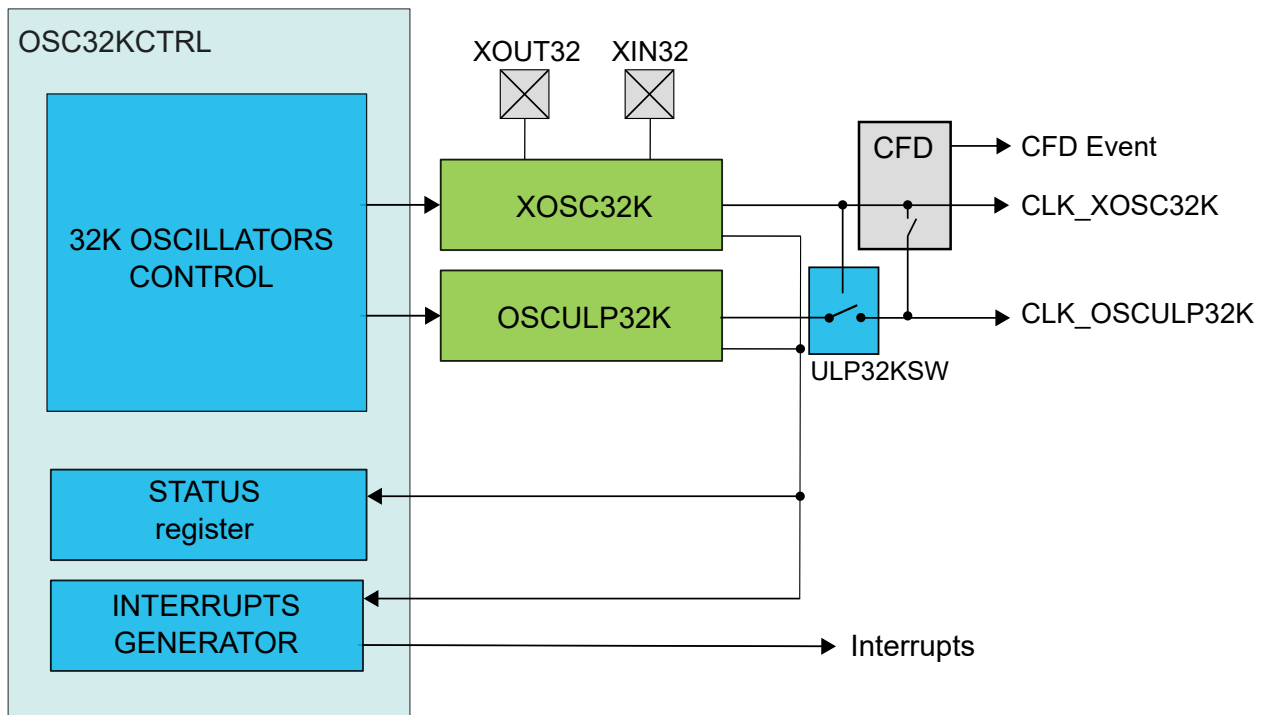 OSC32KCTRL
XOUT32
XIN32
32K OSCILLATORS
CONTROL
XOSC32K
OSCULP32K
CFD
CFD Event
CLK_XOSC32K
CLK_OSCULP32K
ULP32KSW
STATUS
register
INTERRUPTS
GENERATOR
Interrupts